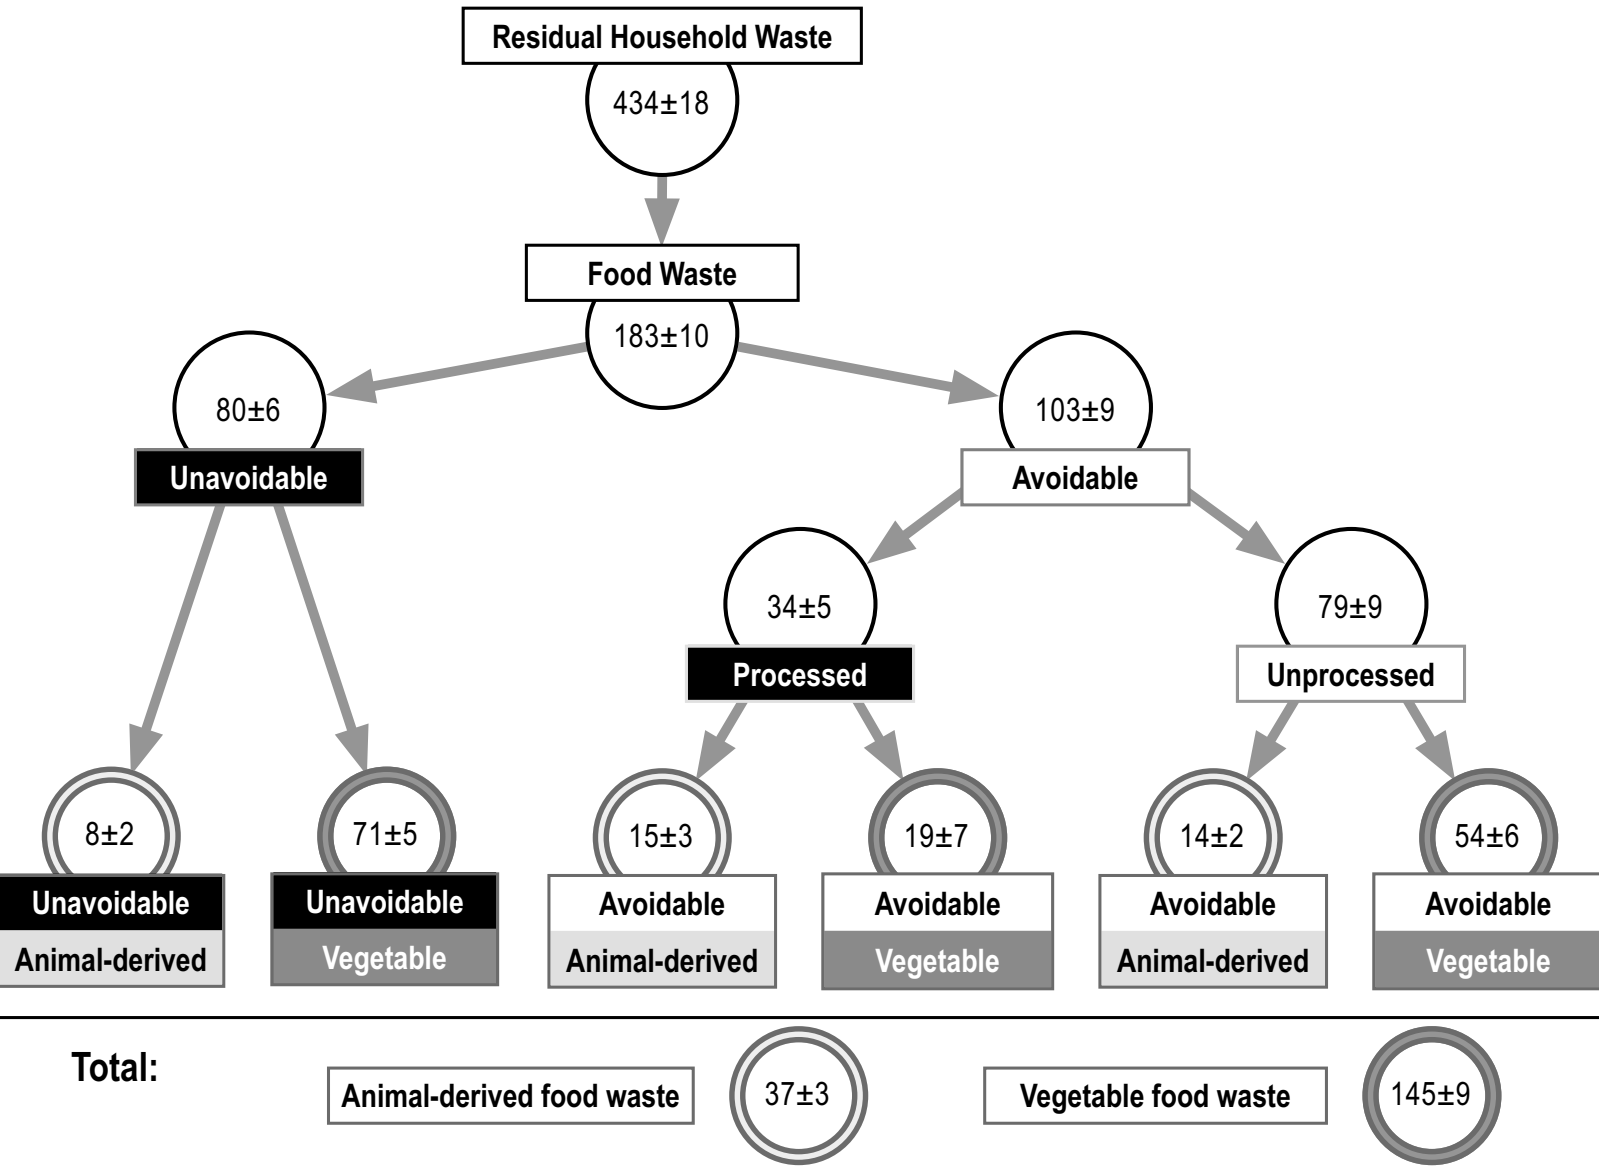 Residual Household Waste
434±18
Food Waste
183±10
80±6
Unavoidable
103±9
Avoidable
34±5
Processed
79±9
Unprocessed
8±2
Unavoidable
Animal-derived
71±5
Unavoidable
Vegetable
15±3
Avoidable
Animal-derived
19±7
Avoidable
Vegetable
14±2
Avoidable
Animal-derived
54±6
Avoidable
Vegetable
Total:
Animal-derived food waste
37±3
Vegetable food waste
145±9